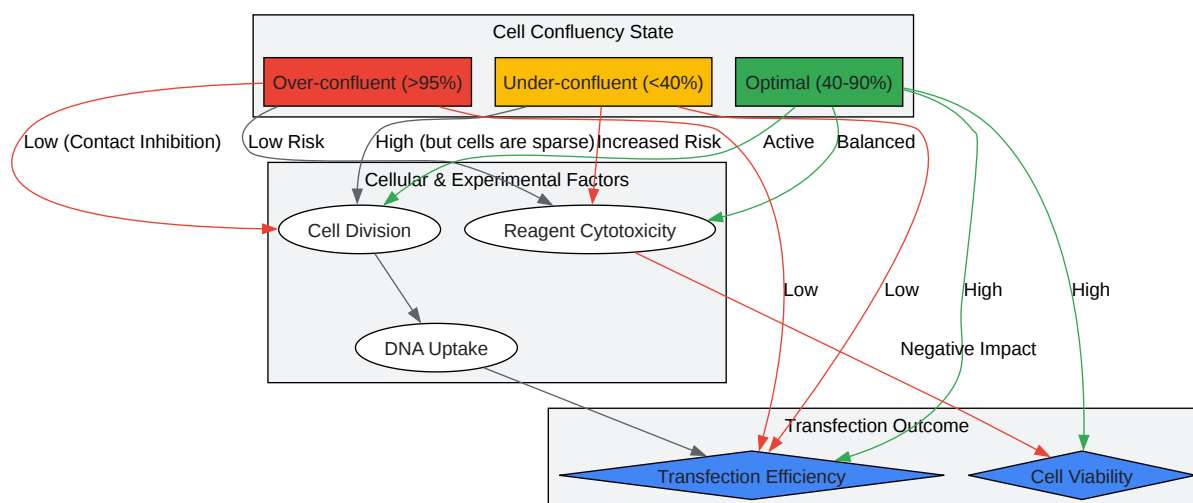 Cell Confluency State
Over-confluent (>95%)
Under-confluent (<40%)
Optimal (40-90%)
Low (Contact Inhibition)
Low Risk
High (but cells are sparse)
Increased Risk
Active
Balanced
Cellular & Experimental Factors
Cell Division
Reagent Cytotoxicity
Low
Low
High
High
DNA Uptake
Negative Impact
Transfection Outcome
Transfection Efficiency
Cell Viability